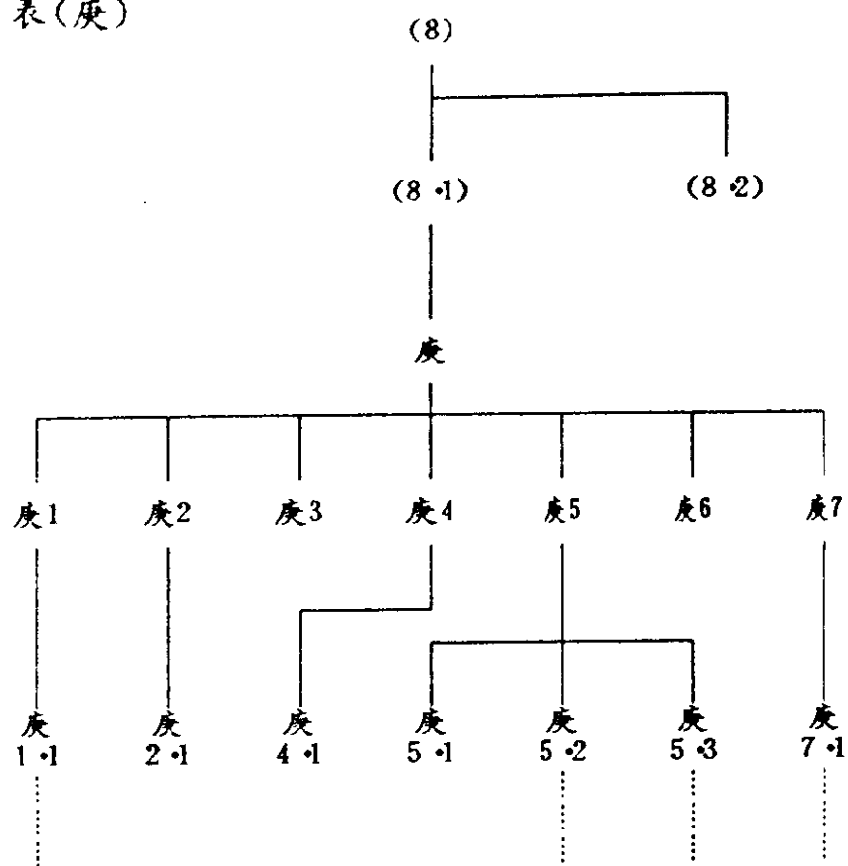 表(庚)
(8)
(8·1) (8·2)
庚
庚1 庚2 庚3 庚4 庚5 庚6 庚7
庚 庚 庚 庚 庚 庚 庚
1·1 2·1 4·1 5·1 5·2 5·3 7·1